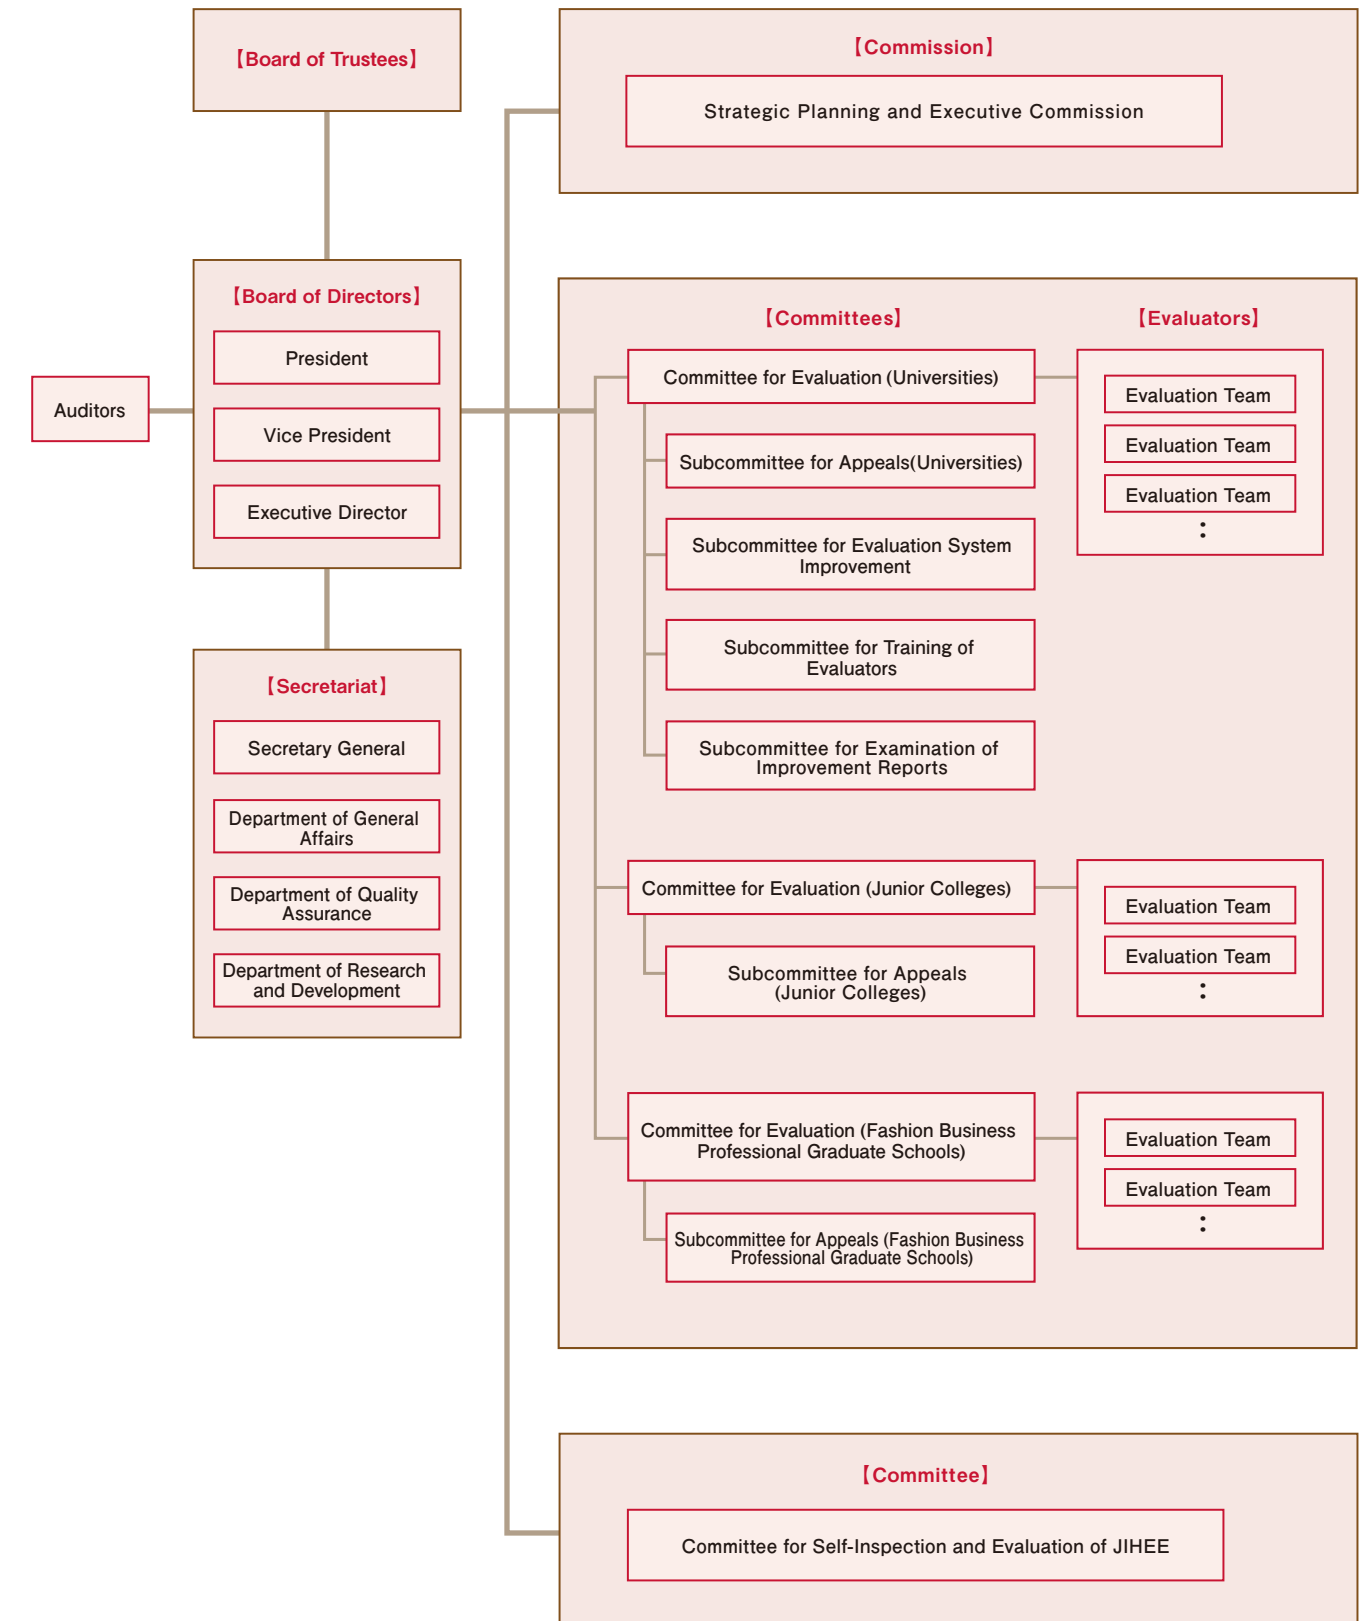 【Board of Trustees】
【Board of Directors】
President
Vice President
Executive Director
Auditors
【Secretariat】
Secretary General
Department of General
Affairs
Department of Quality
Assurance
Department of Research
and Development
【Commission】
Strategic Planning and Executive Commission
【Committees】
Committee for Evaluation (Universities)
Subcommittee for Appeals(Universities)
Subcommittee for Evaluation System
Improvement
Subcommittee for Training of
Evaluators
Subcommittee for Examination of
Improvement Reports
Committee for Evaluation (Junior Colleges)
Subcommittee for Appeals
(Junior Colleges)
Committee for Evaluation (Fashion Business
Professional Graduate Schools)
Subcommittee for Appeals (Fashion Business
Professional Graduate Schools)
【Evaluators】
Evaluation Team
Evaluation Team
Evaluation Team
:
Evaluation Team
Evaluation Team
:
Evaluation Team
Evaluation Team
:
【Committee】
Committee for Self-Inspection and Evaluation of JIHEE